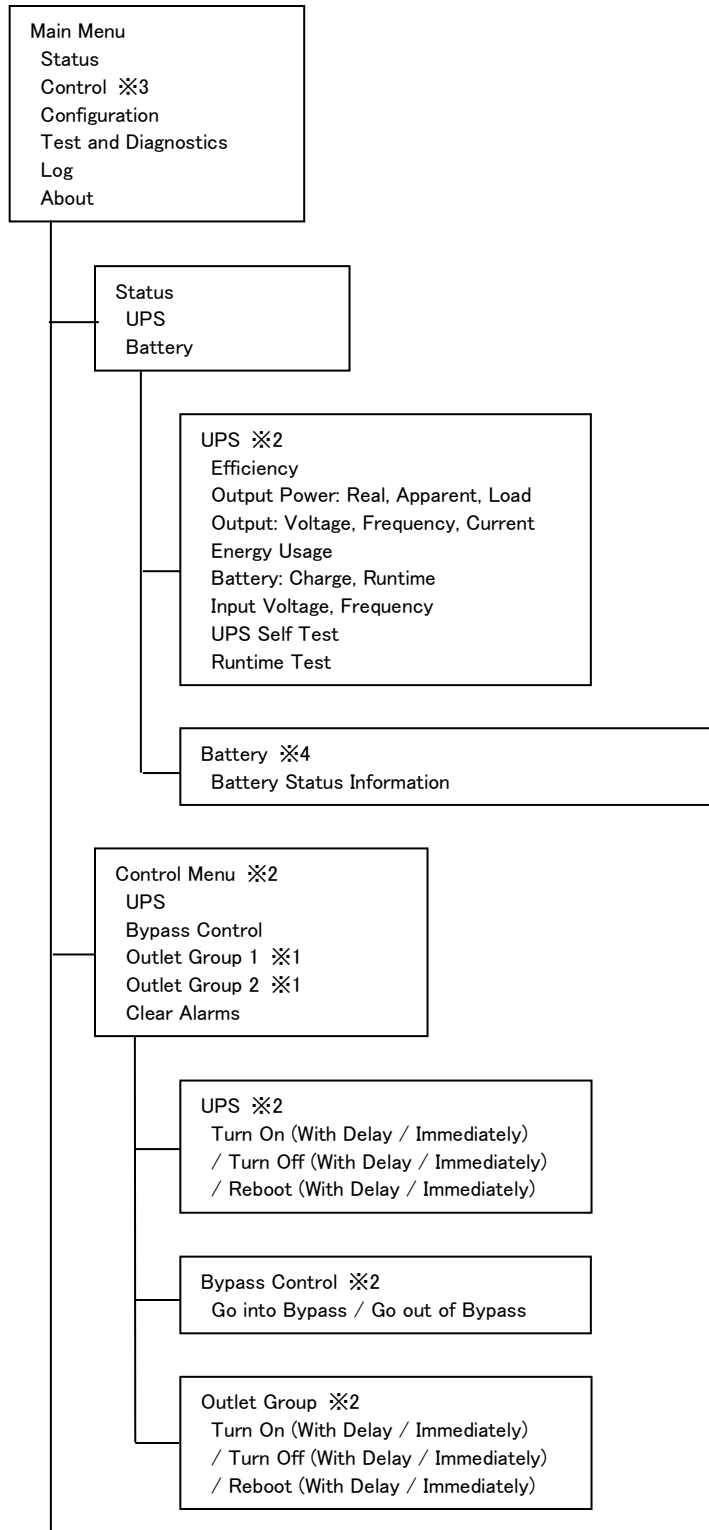 Main Menu
Status
Control ※3
Configuration
Test and Diagnostics
Log
About
Status
UPS
Battery
UPS ※2
Efficiency
Output Power: Real, Apparent, Load
Output: Voltage, Frequency, Current
Energy Usage
Battery: Charge, Runtime
Input Voltage, Frequency
UPS Self Test
Runtime Test
Battery ※4
Battery Status Information
Control Menu ※2
UPS
Bypass Control
Outlet Group 1 ※1
Outlet Group 2 ※1
Clear Alarms
UPS ※2
Turn On (With Delay / Immediately)
/ Turn Off (With Delay / Immediately)
/ Reboot (With Delay / Immediately)
Bypass Control ※2
Go into Bypass / Go out of Bypass
Outlet Group ※2
Turn On (With Delay / Immediately)
/ Turn Off (With Delay / Immediately)
/ Reboot (With Delay / Immediately)